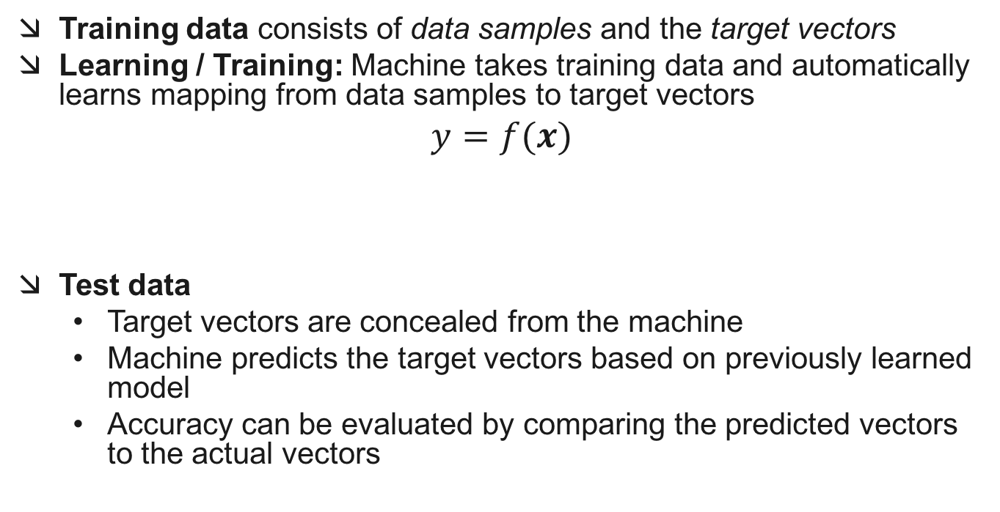 ↘ Training data consists of data samples and the target vectors
↘ Learning / Training: Machine takes training data and automatically
learns mapping from data samples to target vectors
y = f(x)
↘ Test data
• Target vectors are concealed from the machine
• Machine predicts the target vectors based on previously learned
model
• Accuracy can be evaluated by comparing the predicted vectors
to the actual vectors